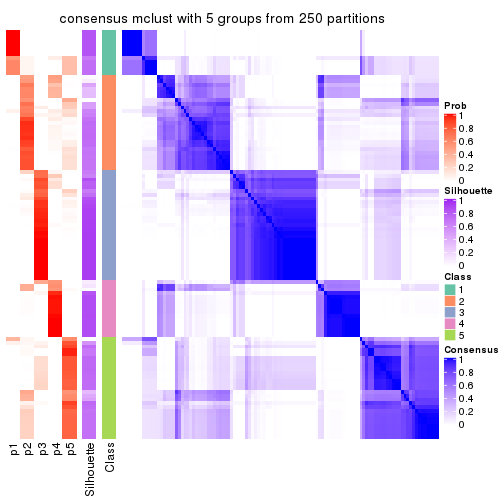 consensus mclust with 5 groups from 250 partitions
Prob
1
0.8
0.6
0.4
0.2
0
Silhouette
1
0.8
0.6
0.4
0.2
0
Class
1
2
3
4
5
Consensus
1
0.8
0.6
0.4
0.2
0
p1
p2
p3
p4
p5
Silhouette
Class